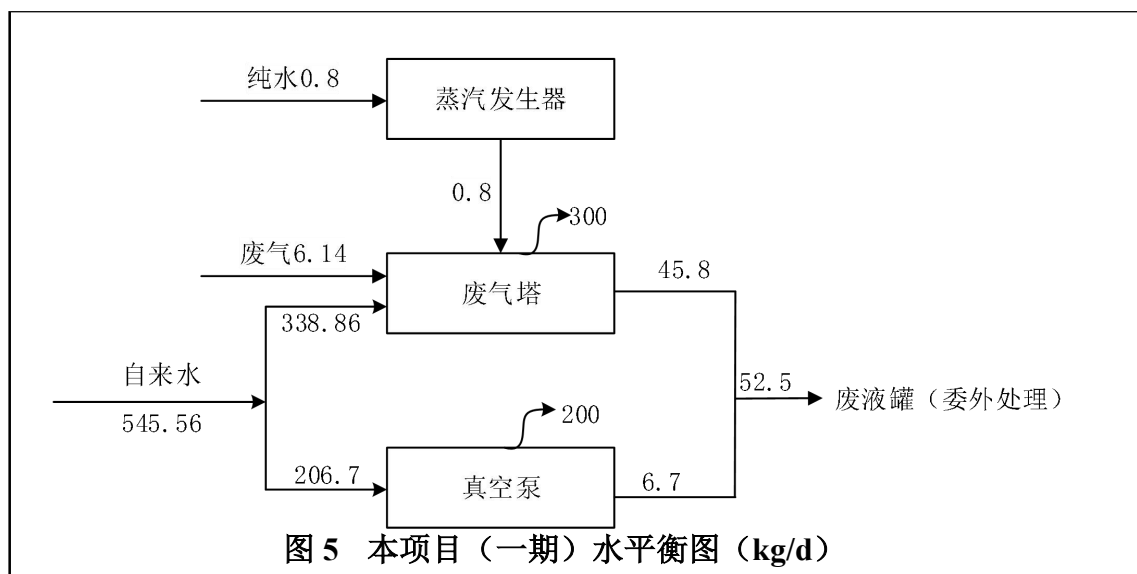 纯水0.8
蒸汽发生器
0.8
300
废气6.14
45.8
废气塔
338.86
自来水
545.56
52.5
废液罐（委外处理）
200
206.7
真空泵
6.7
图 5 本项目（一期）水平衡图（kg/d）